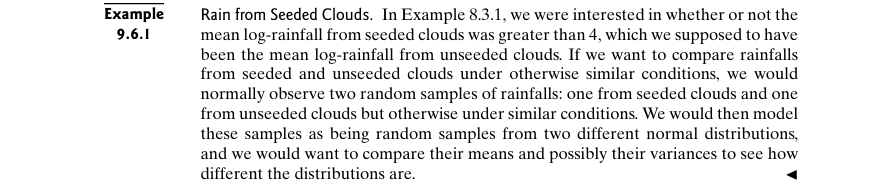 Example
9.6.1
Rain from Seeded Clouds. In Example 8.3.1, we were interested in whether or not the
mean log-rainfall from seeded clouds was greater than 4, which we supposed to have
been the mean log-rainfall from unseeded clouds. If we want to compare rainfalls
from seeded and unseeded clouds under otherwise similar conditions, we would
normally observe two random samples of rainfalls: one from seeded clouds and one
from unseeded clouds but otherwise under similar conditions. We would then model
these samples as being random samples from two different normal distributions,
and we would want to compare their means and possibly their variances to see how
different the distributions are.